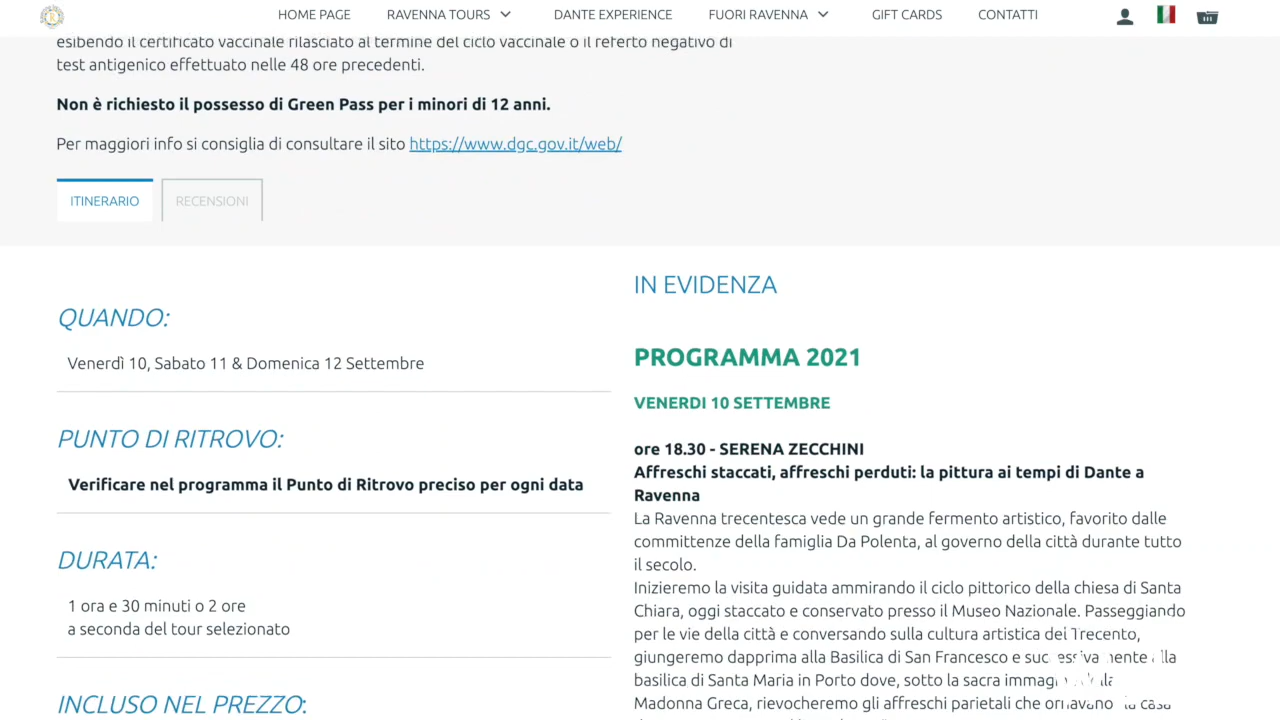 HOME PAGE RAVENNA TOURS DANTE EXPERIENCE FUORI RAVENNA GIFT CARDS CONTATTI
esibendo il certificato vaccinale rilasciato al termine del ciclo vaccinale o il referto negativo di
test antigenico effettuato nelle 48 ore precedenti.
Non è richiesto il possesso di Green Pass per i minori di 12 anni.
Per maggiori info si consiglia di consultare il sito https://www.dgc.gov.it/web/
ITINERARIO RECENSIONI
QUANDO:
Venerdì 10, Sabato 11 & Domenica 12 Settembre
PUNTO DI RITROVO:
Verificare nel programma il Punto di Ritrovo preciso per ogni data
DURATA:
1 ora e 30 minuti o 2 ore
a seconda del tour selezionato
INCLUSO NEL PREZZO:
IN EVIDENZA
PROGRAMMA 2021
VENERDI 10 SETTEMBRE
ore 18.30 - SERENA ZECCHINI
Affreschi staccati, affreschi perduti: la pittura ai tempi di Dante a
Ravenna
La Ravenna trecentesca vede un grande fermento artistico, favorito dalle
committenze della famiglia Da Polenta, al governo della città durante tutto
il secolo.
Inizieremo la visita guidata ammirando il ciclo pittorico della chiesa di Santa
Chiara, oggi staccato e conservato presso il Museo Nazionale. Passeggiando
per le vie della città e conversando sulla cultura artistica del Trecento,
giungeremo dapprima alla Basilica di San Francesco e successivamente alla
basilica di Santa Maria in Porto dove, sotto la sacra immagine della
Madonna Greca, rievocheremo gli affreschi parietali che ornavano la casa